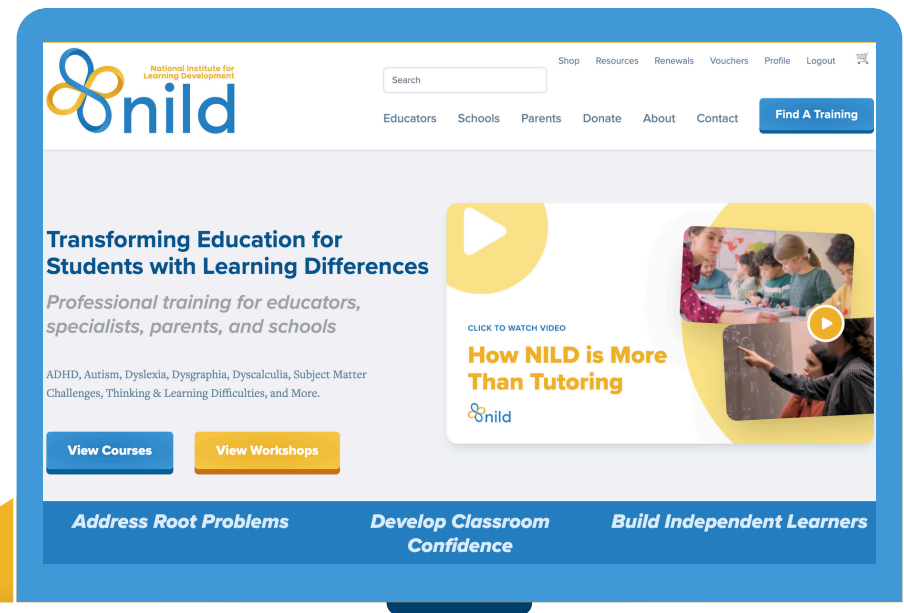 National Institute for
Learning Development
nild
Shop Resources Renewals Vouchers Profile Logout
Search
Educators Schools Parents Donate About Contact Find A Training
Transforming Education for
Students with Learning Differences
Professional training for educators,
specialists, parents, and schools
ADHD, Autism, Dyslexia, Dysgraphia, Dyscalculia, Subject Matter
Challenges, Thinking & Learning Difficulties, and More.
View Courses View Workshops
CLICK TO WATCH VIDEO
How NILD is More
Than Tutoring
nild
Address Root Problems
Develop Classroom
Confidence
Build Independent Learners